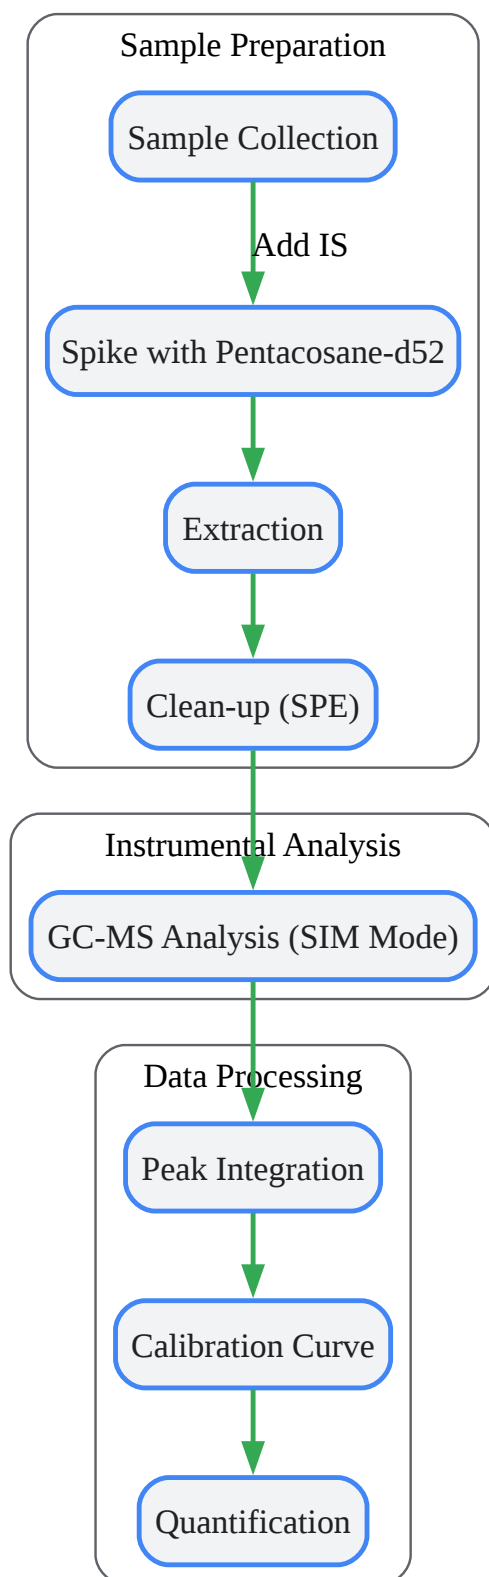 Sample Preparation
Sample Collection
Add IS
Spike with Pentacosane-d52
Extraction
Clean-up (SPE)
Instrumental Analysis
GC-MS Analysis (SIM Mode)
Data Processing
Peak Integration
Calibration Curve
Quantification